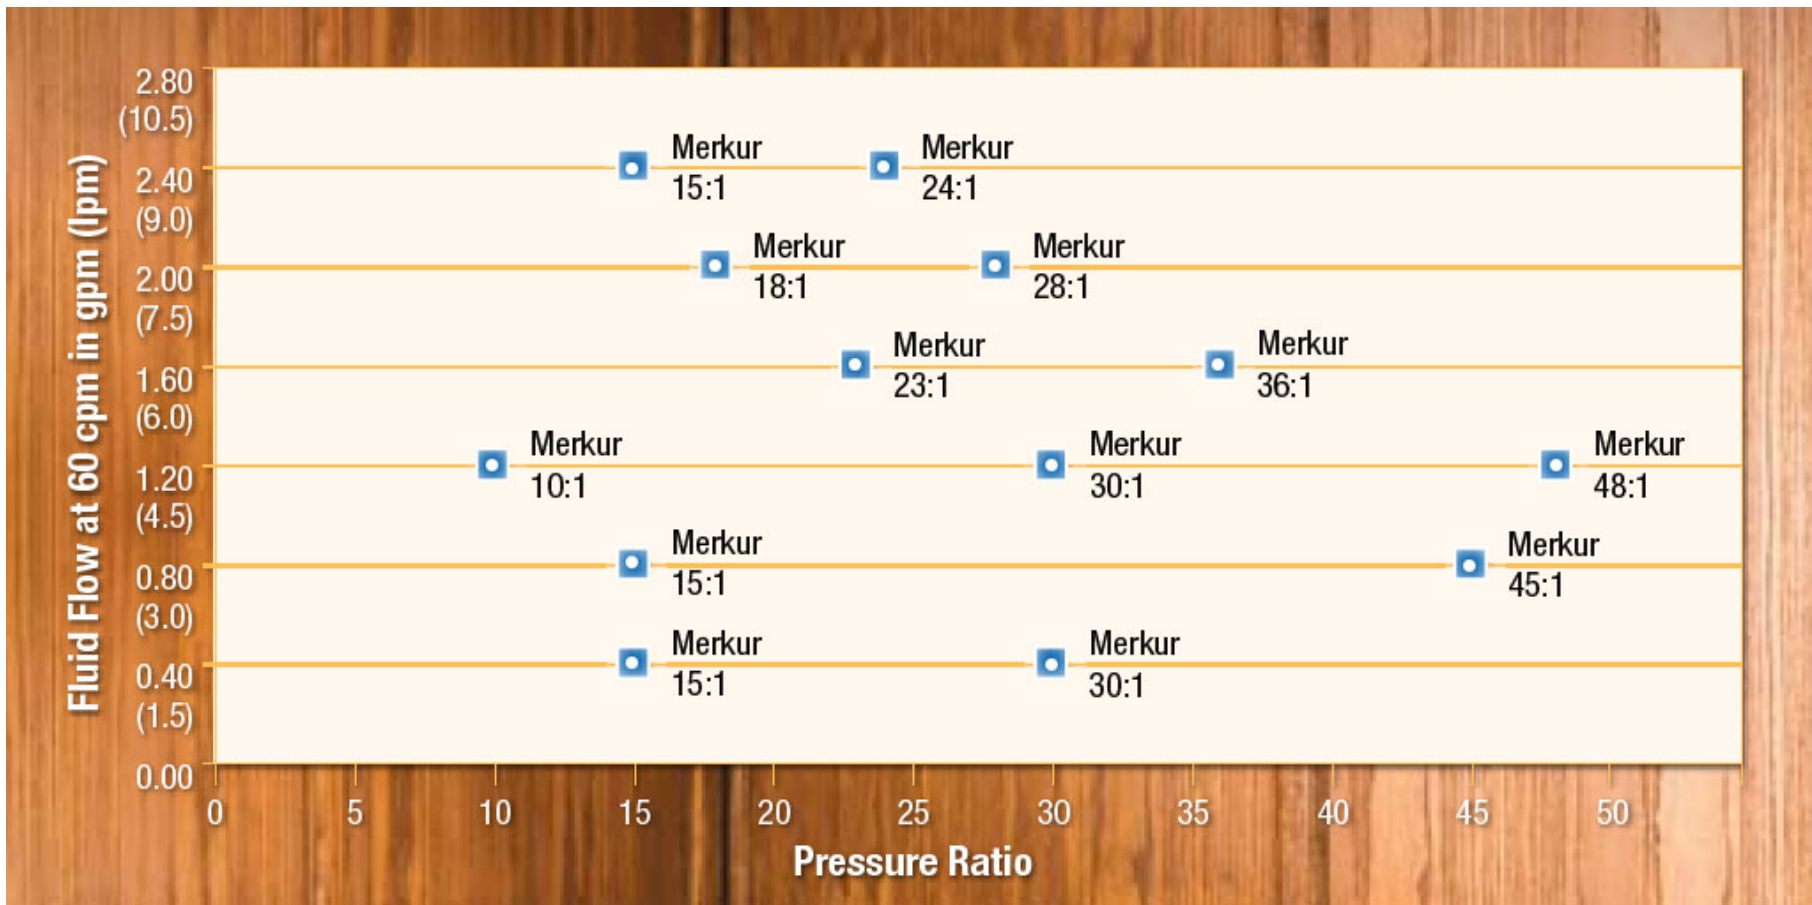 Fluid Flow at 60 cpm in gpm (lpm)
2.80
(10.5)
2.40
(9.0)
2.00
(7.5)
1.60
(6.0)
1.20
(4.5)
0.80
(3.0)
0.40
(1.5)
0.00
Merkur
15:1
Merkur
24:1
Merkur
18:1
Merkur
28:1
Merkur
23:1
Merkur
36:1
Merkur
10:1
Merkur
30:1
Merkur
48:1
Merkur
15:1
Merkur
45:1
Merkur
15:1
Merkur
30:1
0 5 10 15 20 25 30 35 40 45 50
Pressure Ratio